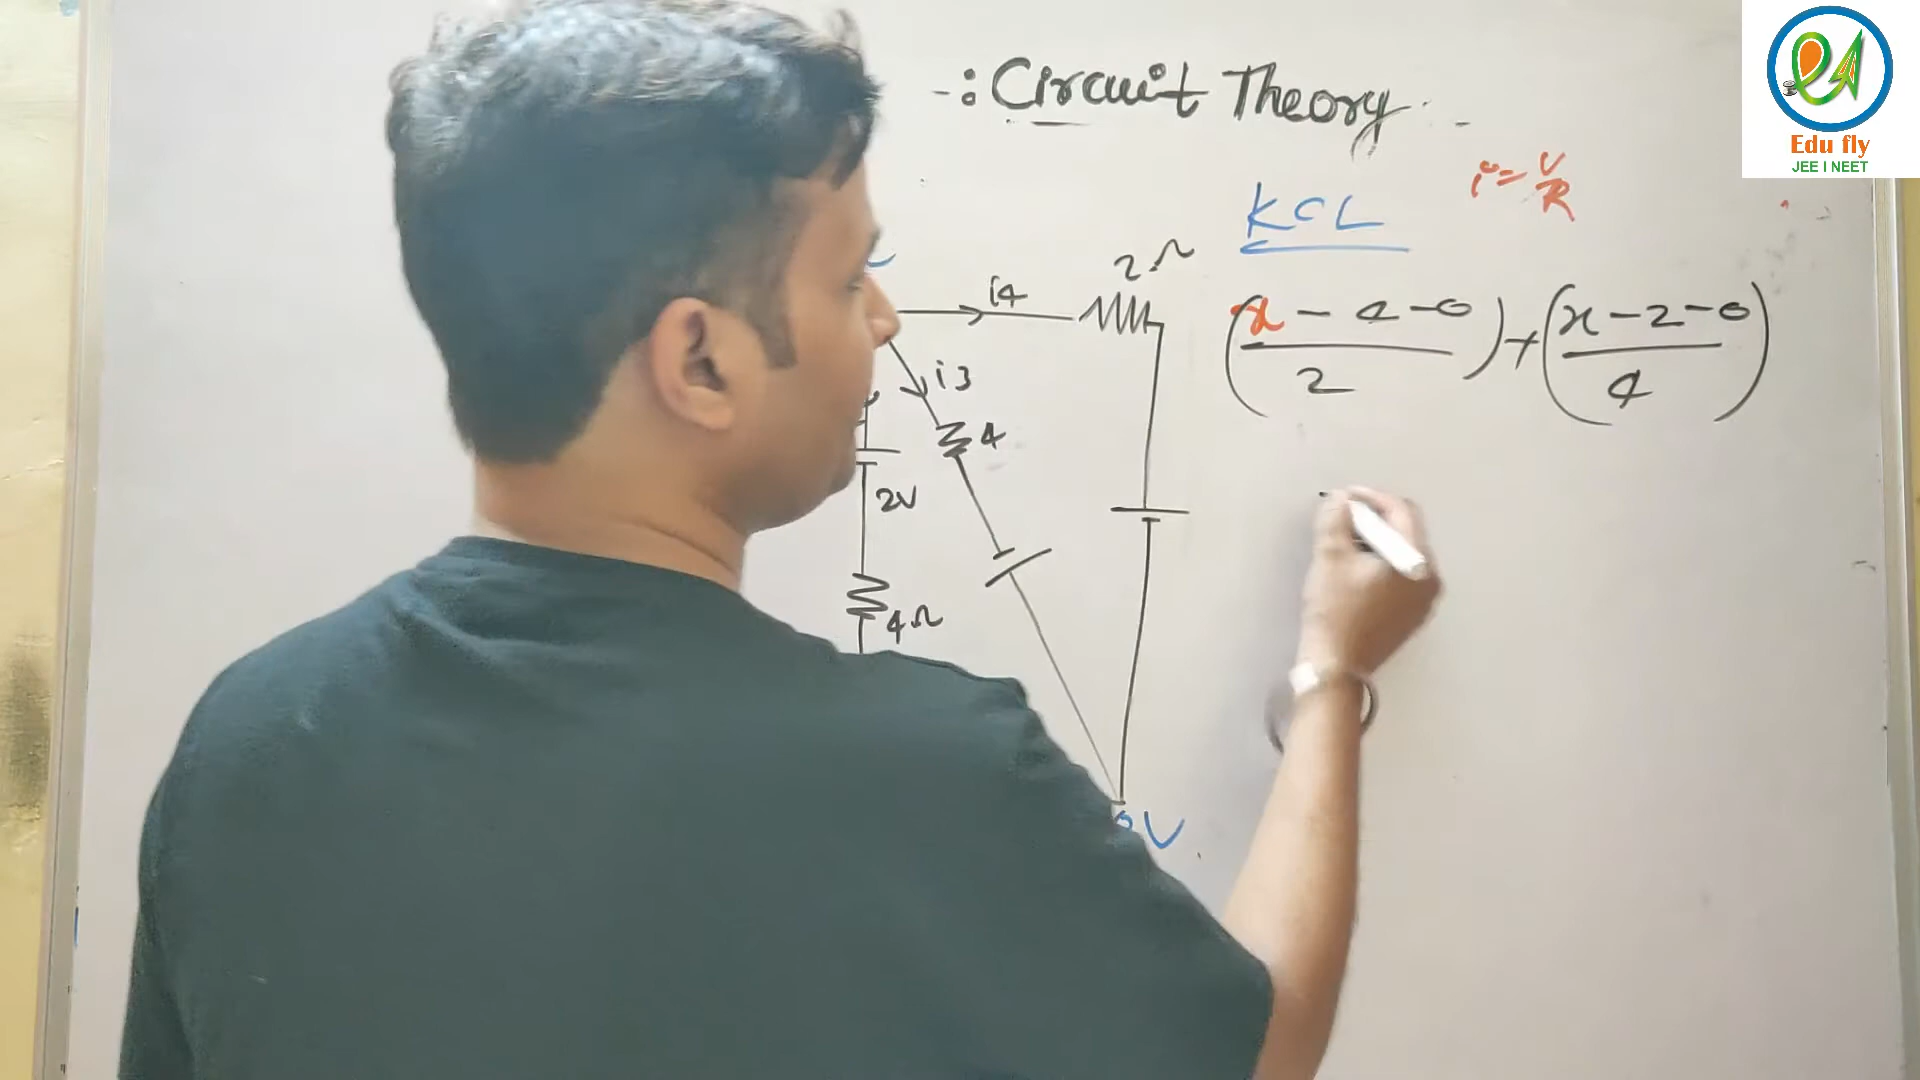 -: Circuit Theory
Edu fly
JEE I NEET
i = V/R
KCL
i4
2Ω
(x - 4 - 0 / 2) + (x - 2 - 0 / 4)
i3
4
2V
4Ω
0V